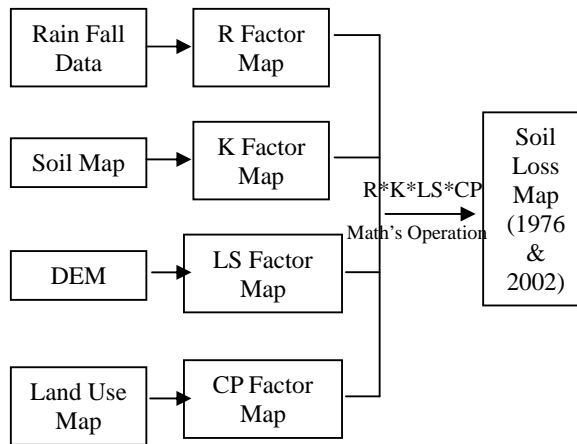 Rain Fall
Data
R Factor
Map
Soil Map
K Factor
Map
DEM
LS Factor
Map
Land Use
Map
CP Factor
Map
R*K*LS*CP
Math's Operation
Soil
Loss
Map
(1976
&
2002)